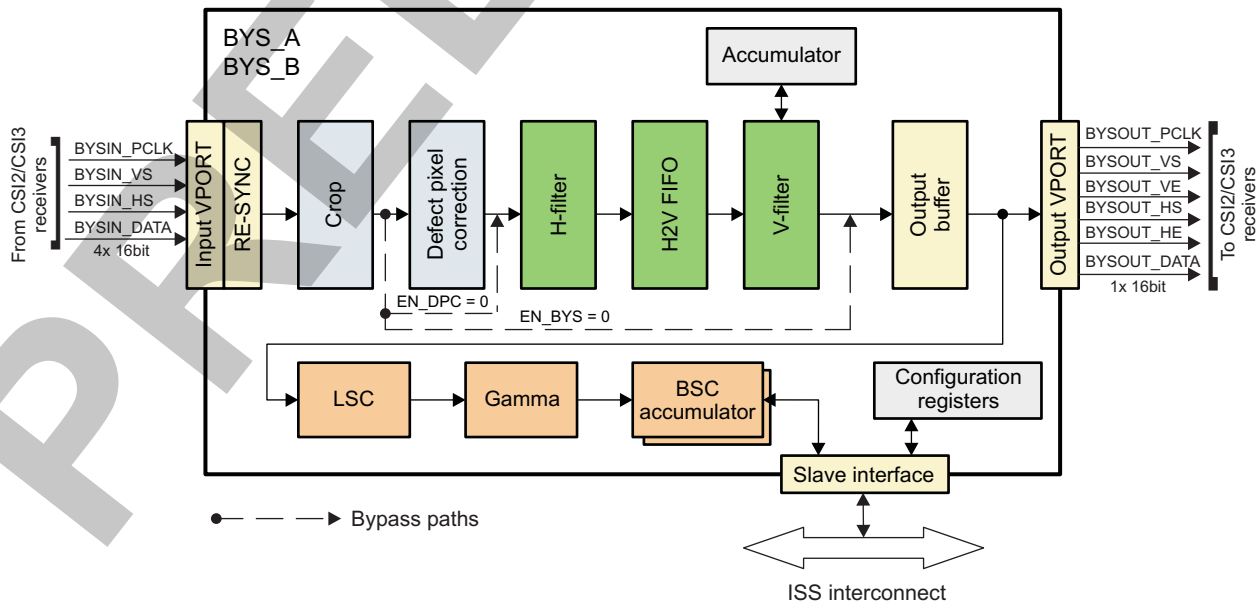 BYS_A
BYS_B
Accumulator
From CSI2/CSI3
receivers
BYSIN_PCLK
BYSIN_VS
BYSIN_HS
BYSIN_DATA
4x 16bit
Input VPORT
RE-SYNC
Crop
Defect pixel
correction
H-filter
H2V FIFO
V-filter
Output
buffer
Output VPORT
BYSOUT_PCLK
BYSOUT_VS
BYSOUT_VE
BYSOUT_HS
BYSOUT_HE
BYSOUT_DATA
1x 16bit
To CSI2/CSI3
receivers
EN_DPC = 0
EN_BYS = 0
LSC
Gamma
BSC
accumulator
Configuration
registers
Slave interface
Bypass paths
ISS interconnect